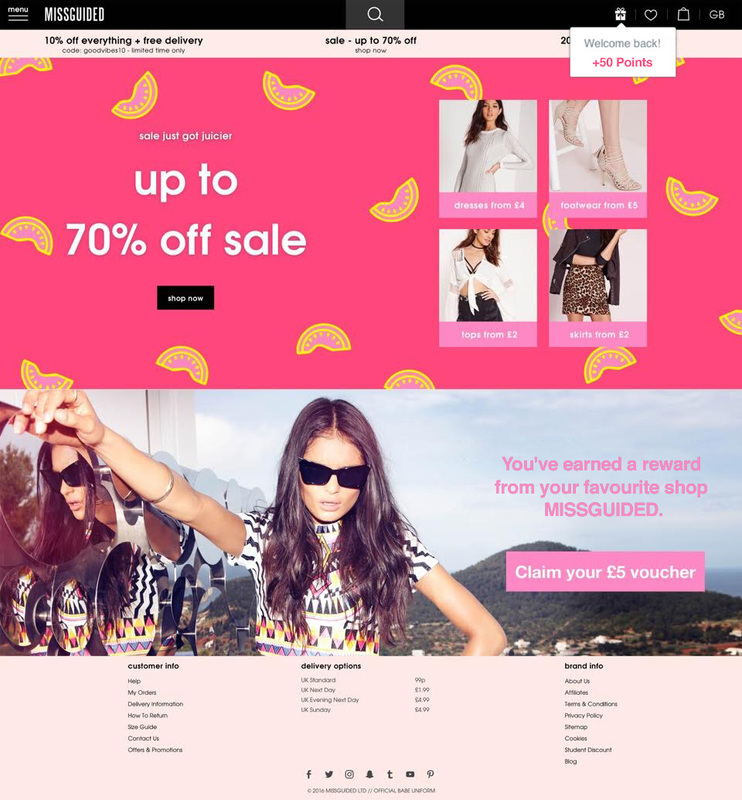 menu
MISSGUIDED
GB
10% off everything + free delivery
code: goodvibes10 - limited time only
sale - up to 70% off
shop now
20
Welcome back!
+50 Points
sale just got juicier
up to
70% off sale
shop now
dresses from £4
footwear from £5
tops from £2
skirts from £2
You've earned a reward
from your favourite shop
MISSGUIDED.
Claim your £5 voucher
customer info
Help
My Orders
Delivery Information
How To Return
Size Guide
Contact Us
Offers & Promotions
delivery options
UK Standard 99p
UK Next Day £1.99
UK Evening Next Day £4.99
UK Sunday £4.99
brand info
About Us
Affiliates
Terms & Conditions
Privacy Policy
Sitemap
Cookies
Student Discount
Blog
© 2016 MISSGUIDED LTD // OFFICIAL BABE UNIFORM